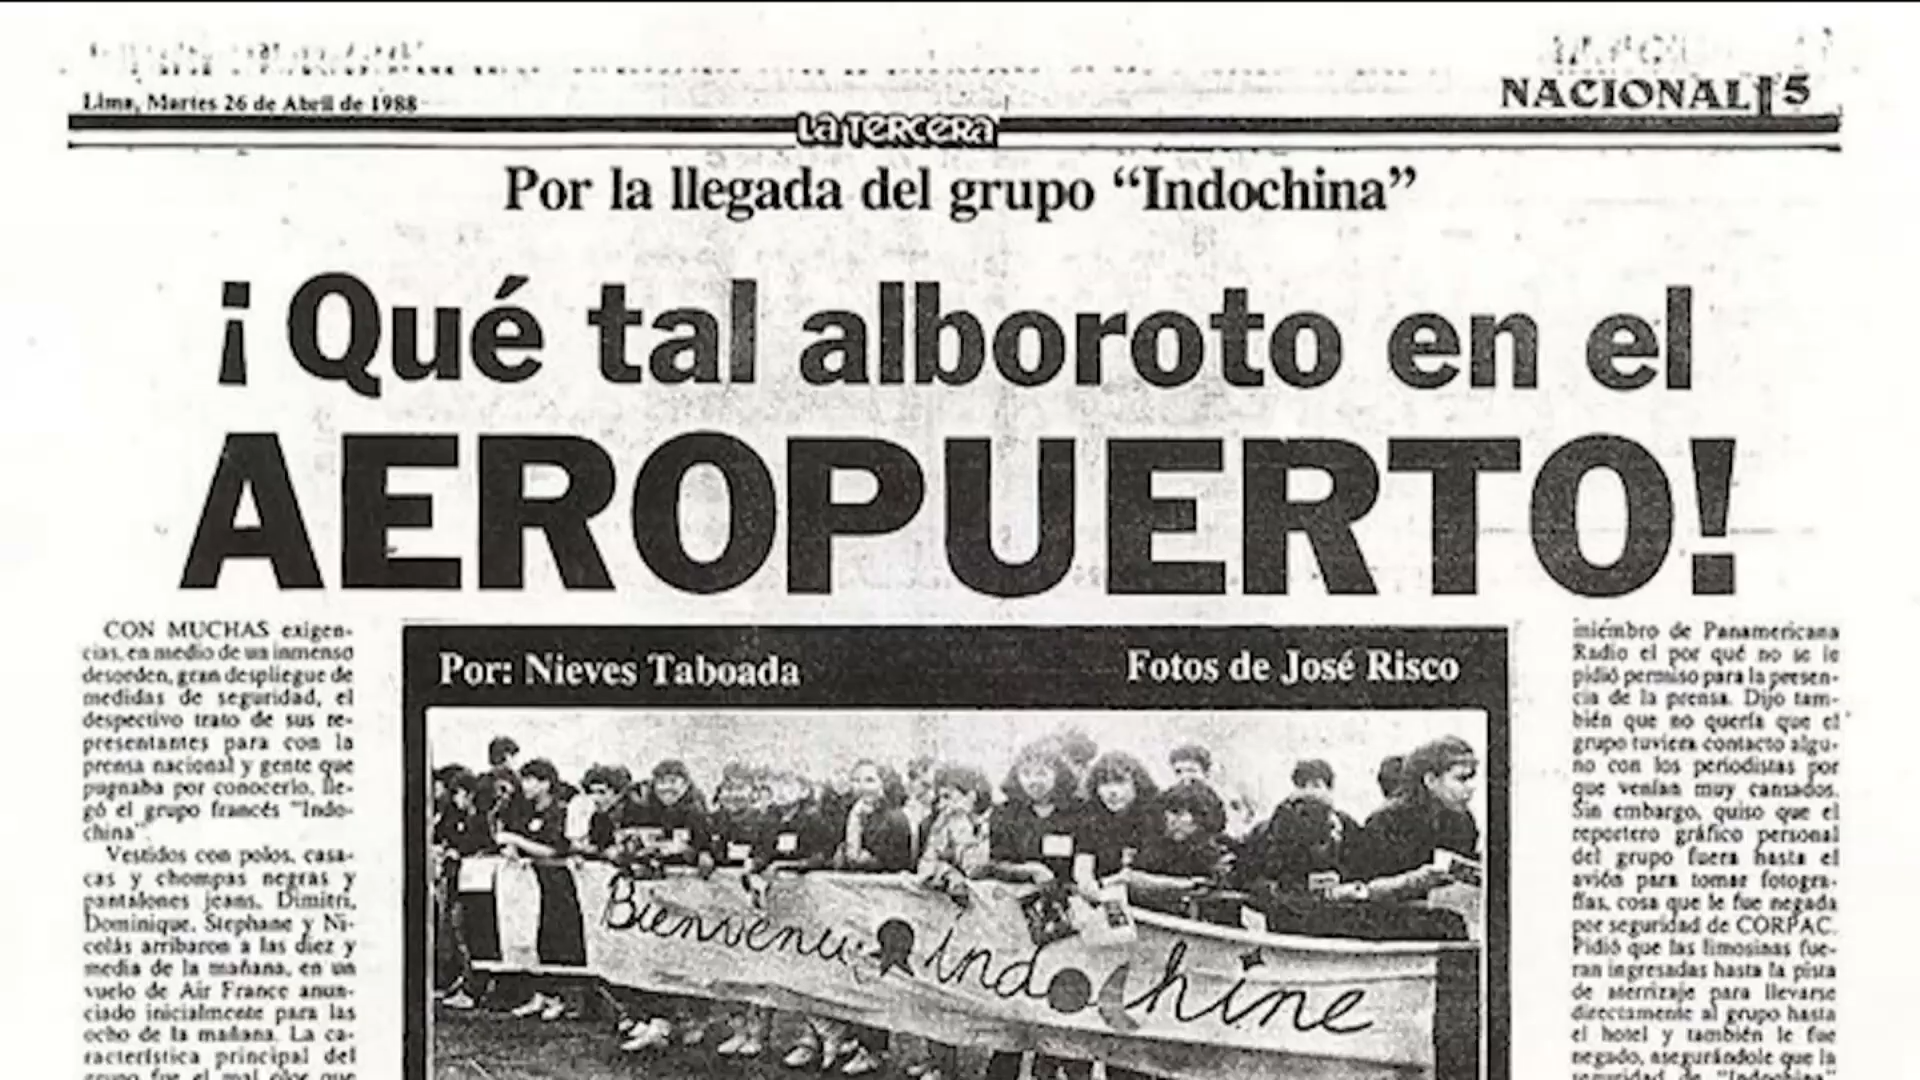 Lima, Martes 26 de Abril de 1988
NACIONAL 15
La TERCERA
Por la llegada del grupo “Indochina”
¡Qué tal alboroto en el
AEROPUERTO!
CON MUCHAS exigen-
cias, en medio de un inmenso
desorden, gran despliegue de
medidas de seguridad, el
despectivo trato de sus re-
presentantes para con la
prensa nacional y gente que
pugnaba por conocerlo, lle-
gó el grupo francés "Indo-
china".
Vestidos con polos, casa-
cas y chompas negras y
pantalones jeans, Dimitri,
Dominique, Stephane y Ni-
colás arribaron a las diez y
media de la mañana, en un
vuelo de Air France anun-
ciado inicialmente para las
ocho de la mañana. La ca-
racterística principal del
grupo fue el mal olor que
Por: Nieves Taboada
Fotos de José Risco
Bienvenu Indochine
miembro de Panamericana
Radio el por qué no se le
pidió permiso para la presen-
cia de la prensa. Dijo tam-
bién que no quería que el
grupo tuviera contacto algu-
no con los periodistas por
que venían muy cansados.
Sin embargo, quiso que el
reportero gráfico personal
del grupo fuera hasta el
avión para tomar fotogra-
fías, cosa que le fue negada
por seguridad de CORPAC.
Pidió que las limosinas fue-
ran ingresadas hasta la pista
de aterrizaje para llevarse
directamente al grupo hasta
el hotel y también le fue
negado, asegurándole que la
seguridad de "Indochina"